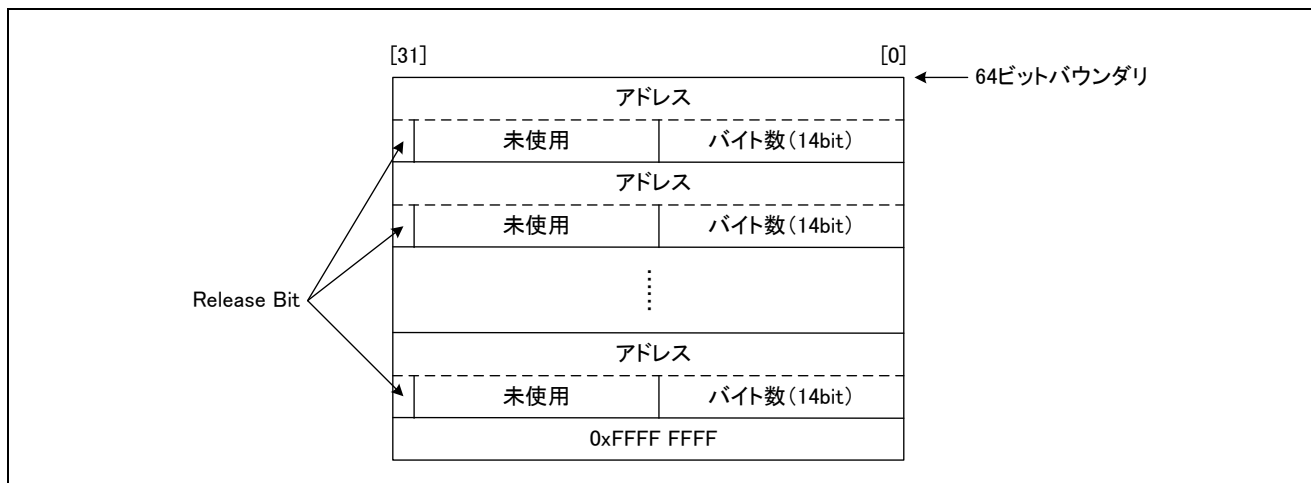 [31] [0]
64ビットバウンダリ
アドレス
未使用 バイト数(14bit)
アドレス
未使用 バイト数(14bit)
Release Bit
アドレス
未使用 バイト数(14bit)
0xFFFF FFFF